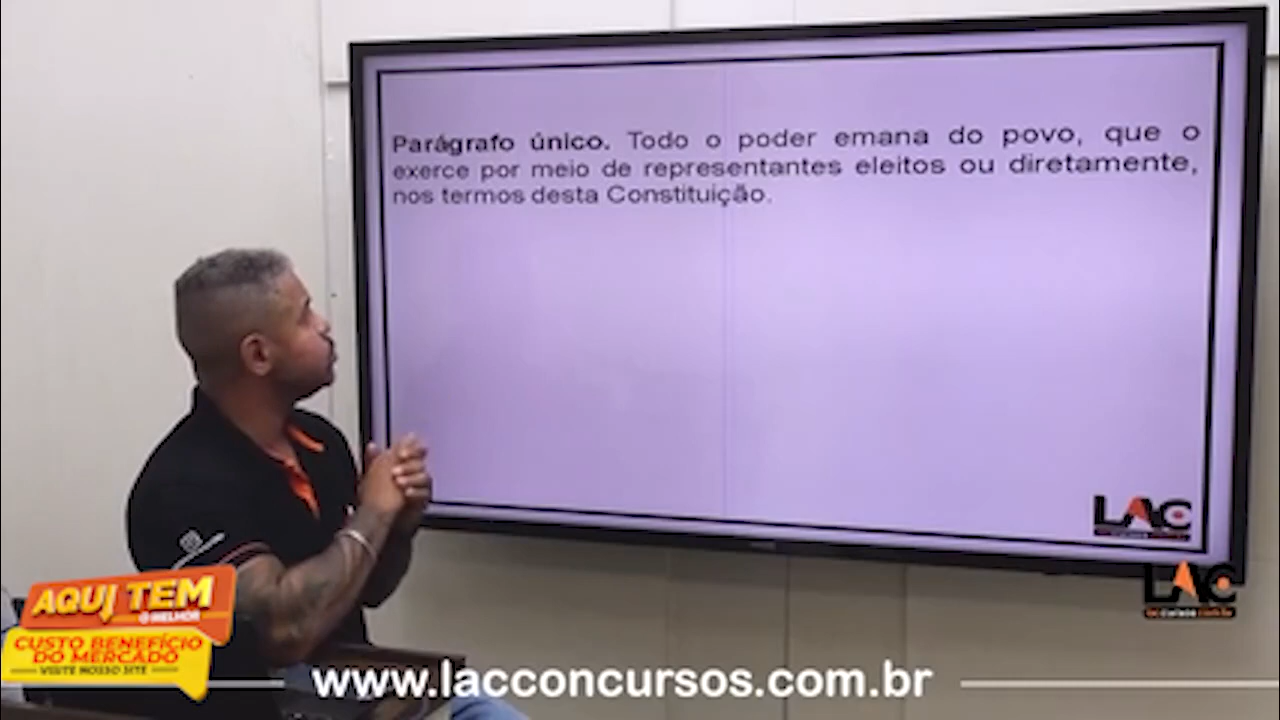 Parágrafo único. Todo o poder emana do povo, que o
exerce por meio de representantes eleitos ou diretamente,
nos termos desta Constituição.
LAC
LAC
AQUI TEM
O MELHOR
CUSTO BENEFÍCIO
DO MERCADO
VISITE NOSSO SITE
www.lacconcursos.com.br